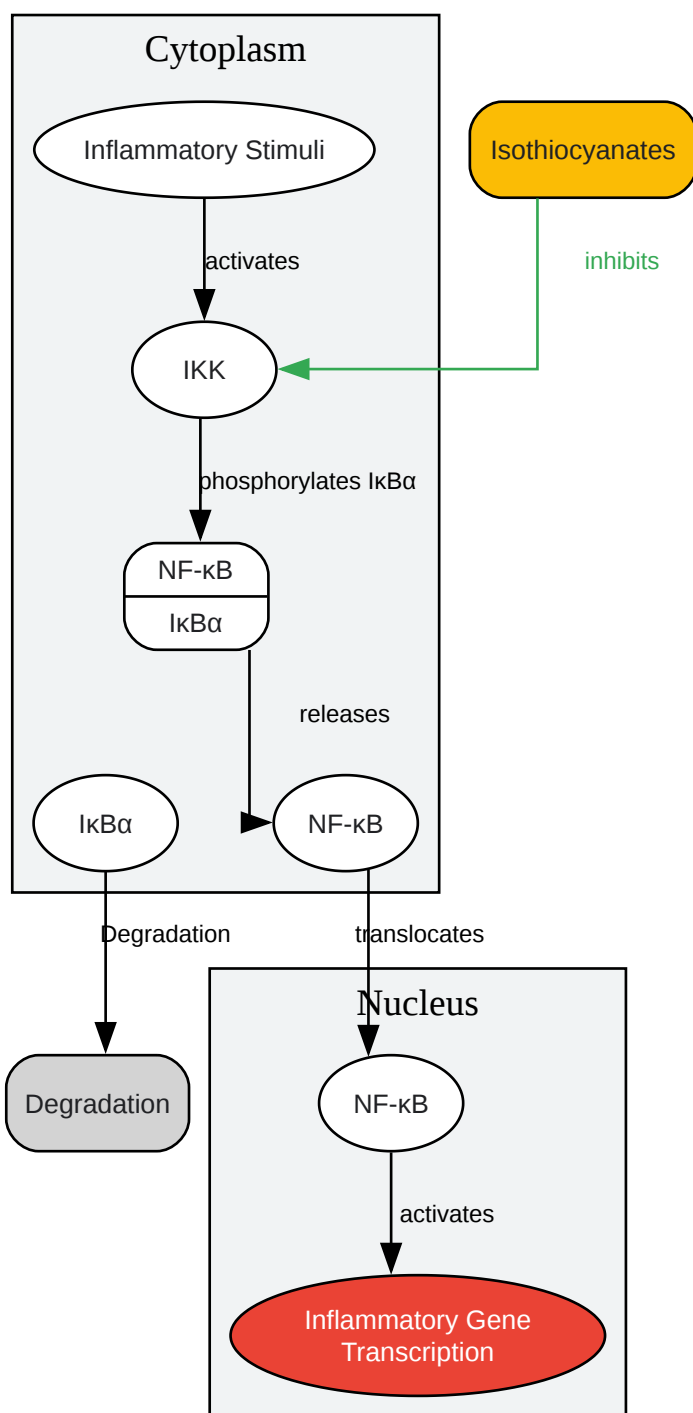 Cytoplasm
Inflammatory Stimuli
Isothiocyanates
activates
inhibits
IKK
phosphorylates IκBα
NF-κB
IκBα
releases
IκBα
NF-κB
Degradation
translocates
Nucleus
Degradation
NF-κB
activates
Inflammatory Gene
Transcription